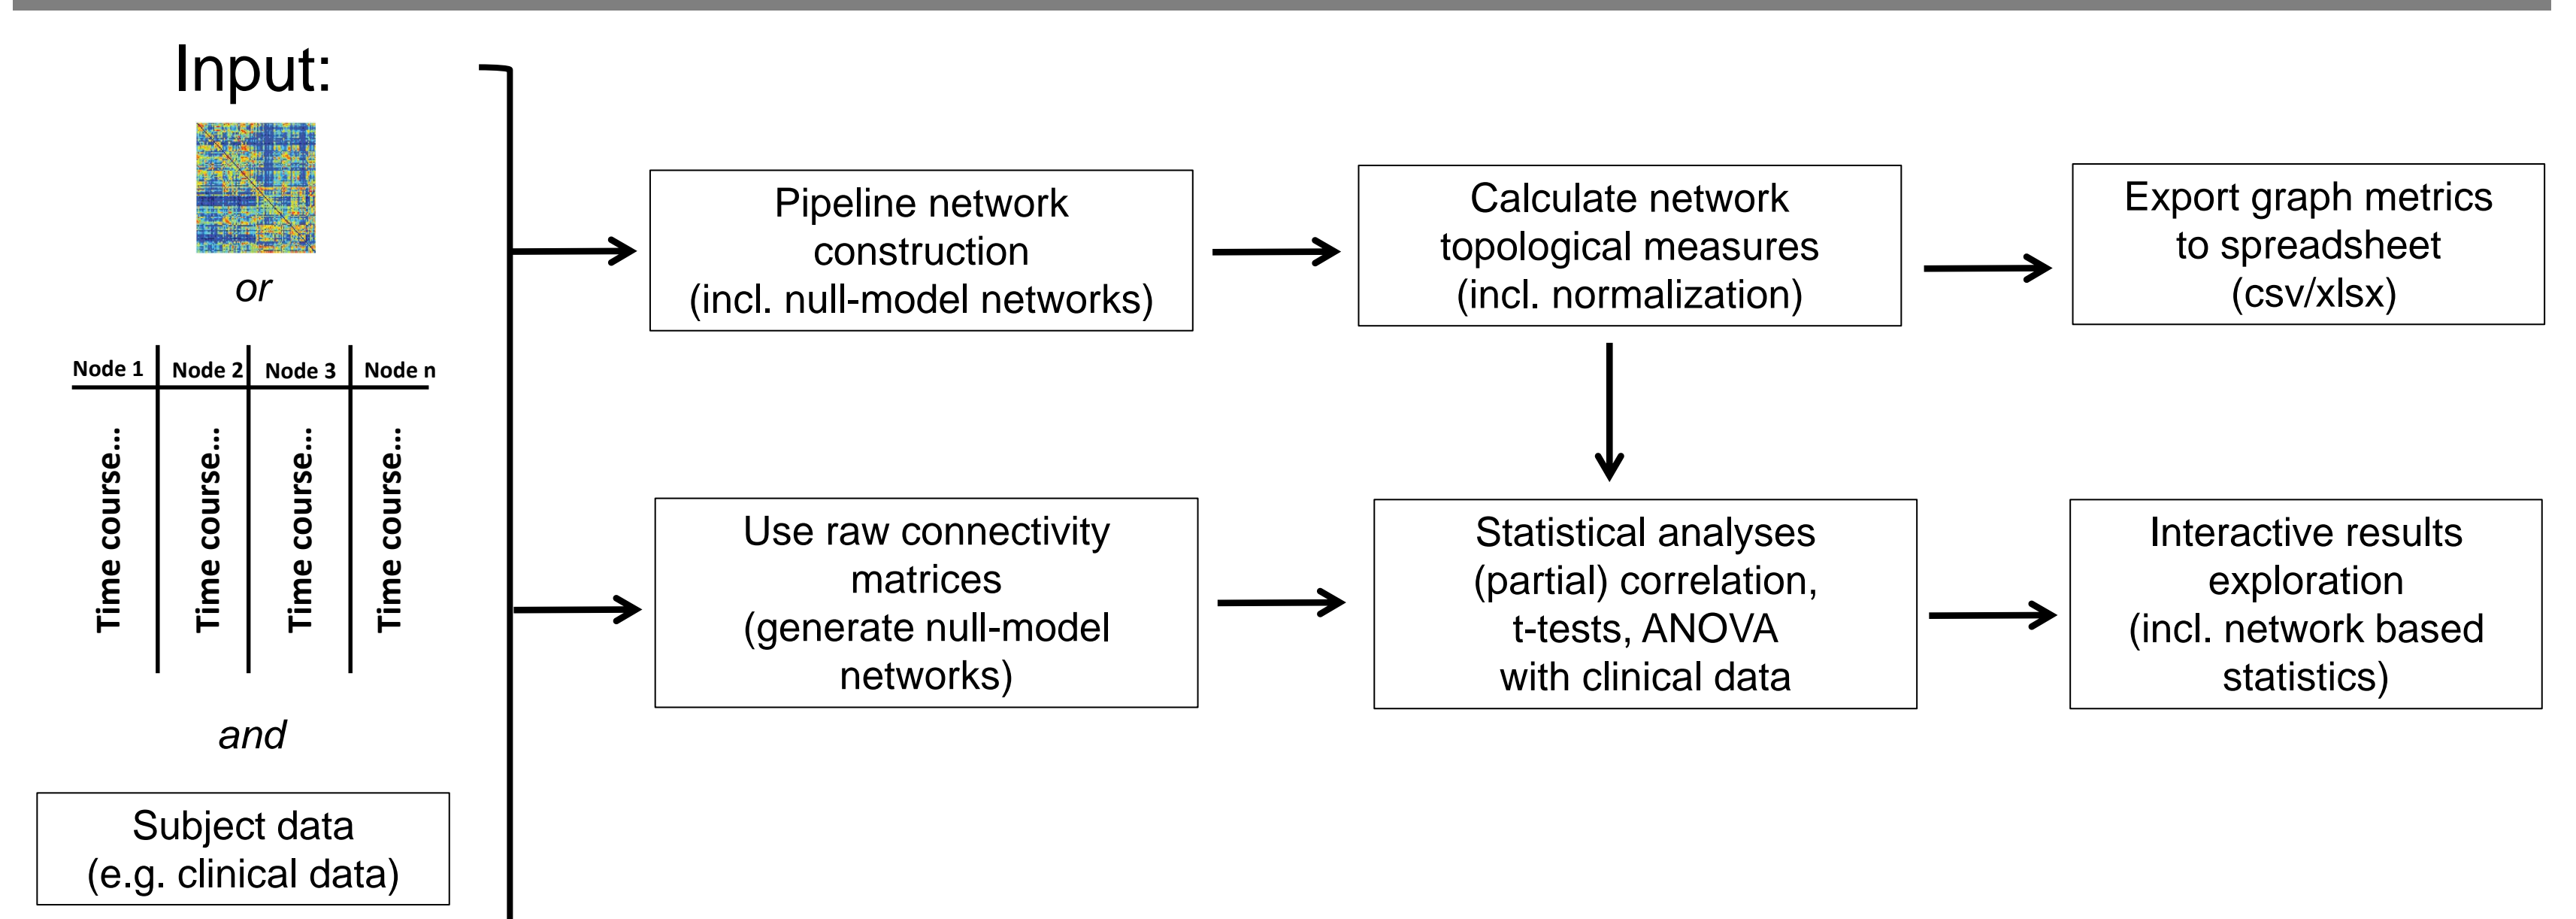 Input:
or
Node 1 Node 2 Node 3 Node n
Time course...
Time course...
Time course...
Time course...
and
Subject data
(e.g. clinical data)
Pipeline network
construction
(incl. null-model networks)
Calculate network
topological measures
(incl. normalization)
Export graph metrics
to spreadsheet
(csv/xlsx)
Use raw connectivity
matrices
(generate null-model
networks)
Statistical analyses
(partial) correlation,
t-tests, ANOVA
with clinical data
Interactive results
exploration
(incl. network based
statistics)